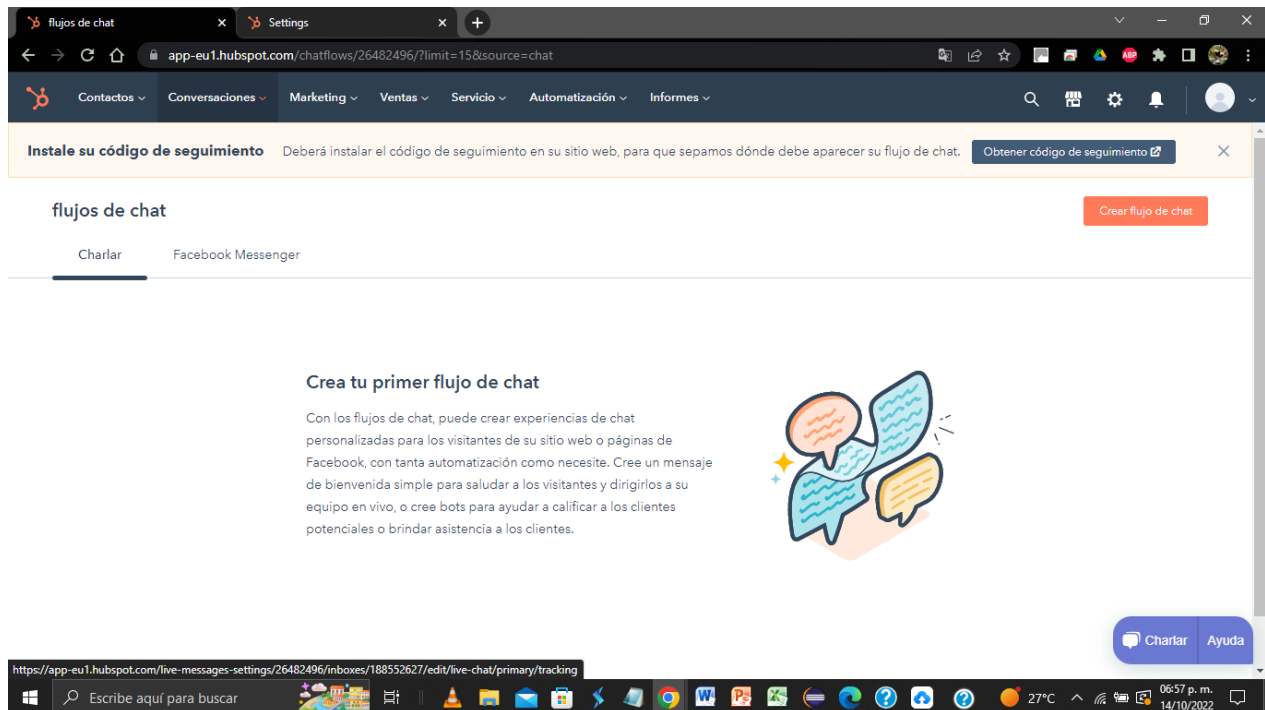 flujos de chat
Settings
app-eu1.hubspot.com/chatflows/26482496/?limit=15&source=chat
ABP
Contactos Conversaciones Marketing Ventas Servicio Automatización Informes
Instale su código de seguimiento Deberá instalar el código de seguimiento en su sitio web, para que sepamos dónde debe aparecer su flujo de chat. Obtener código de seguimiento
flujos de chat
Crear flujo de chat
Charlar Facebook Messenger
Crea tu primer flujo de chat
Con los flujos de chat, puede crear experiencias de chat
personalizadas para los visitantes de su sitio web o páginas de
Facebook, con tanta automatización como necesite. Cree un mensaje
de bienvenida simple para saludar a los visitantes y dirigirlos a su
equipo en vivo, o cree bots para ayudar a calificar a los clientes
potenciales o brindar asistencia a los clientes.
Charlar Ayuda
https://app-eu1.hubspot.com/live-messages-settings/26482496/inboxes/188552627/edit/live-chat/primary/tracking
Escribe aquí para buscar
27°C
06:57 p. m.
14/10/2022